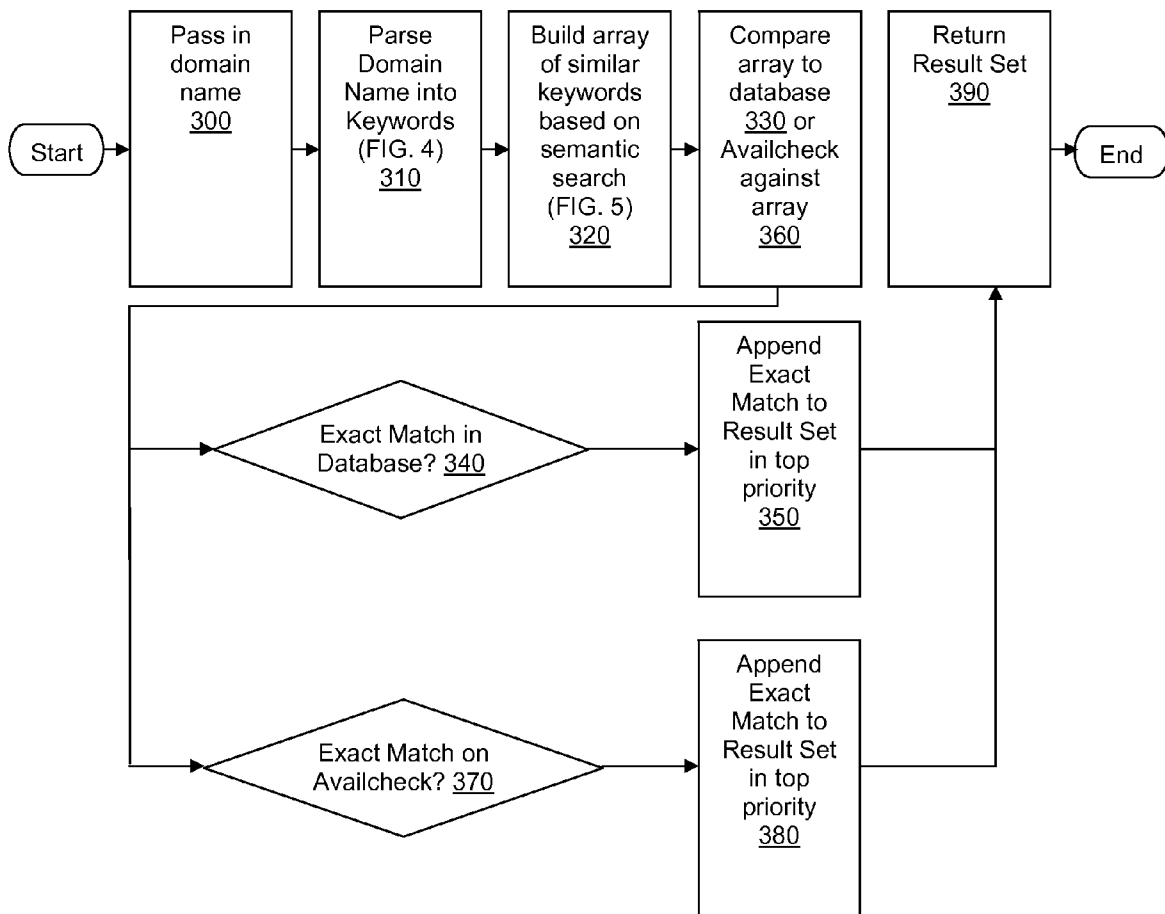 Start
Pass in
domain
name
300
Parse
Domain
Name into
Keywords
(FIG. 4)
310
Build array
of similar
keywords
based on
semantic
search
(FIG. 5)
320
Compare
array to
database
330 or
Availcheck
against
array
360
Return
Result Set
390
End
Exact Match in
Database? 340
Append
Exact
Match to
Result Set
in top
priority
350
Exact Match on
Availcheck? 370
Append
Exact
Match to
Result Set
in top
priority
380